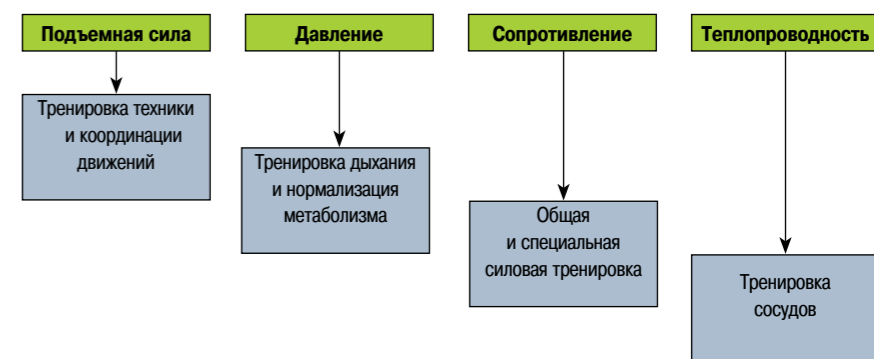 Подъемная сила
Давление
Сопротивление
Теплопроводность
Тренировка техники
и координации
движений
Тренировка дыхания
и нормализация
метаболизма
Общая
и специальная
силовая тренировка
Тренировка
сосудов